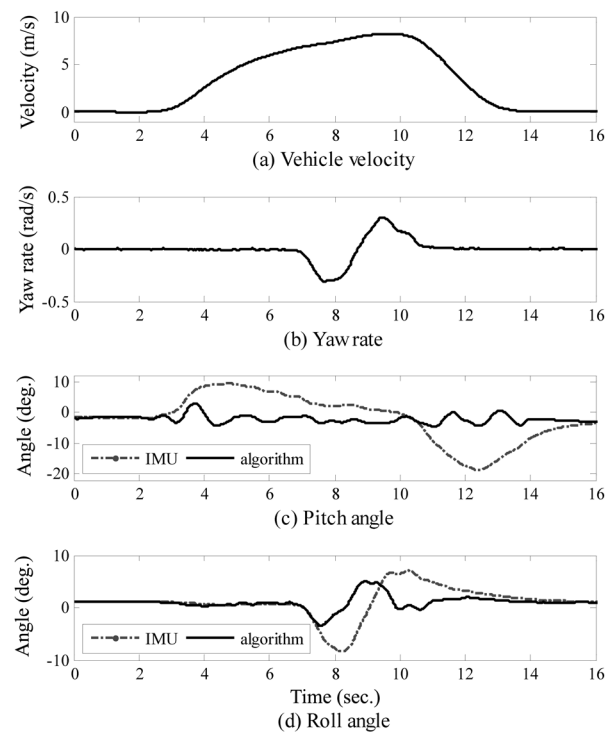 10
5
0
Velocity (m/s)
0 2 4 6 8 10 12 14 16
(a) Vehicle velocity
0.5
0
-0.5
Yaw rate (rad/s)
0 2 4 6 8 10 12 14 16
(b) Yaw rate
10
0
-10
-20
Angle (deg.)
IMU algorithm
0 2 4 6 8 10 12 14 16
(c) Pitch angle
10
0
-10
Angle (deg.)
IMU algorithm
0 2 4 6 8 10 12 14 16
Time (sec.)
(d) Roll angle